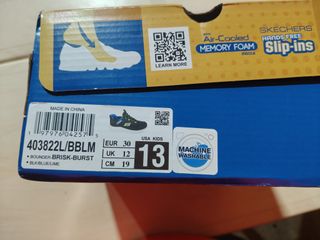 LEARN MORE
Air-Cooled
MEMORY FOAM
SKECHERS
HANDS FREE
Slip-ins
MADE IN CHINA
403822L/BBLM
• BOUNDER-BRISK-BURST
• BLK/BLUE/LIME
EUR 30
UK 12
CM 19
USA KIDS
13
MACHINE
WASHABLE